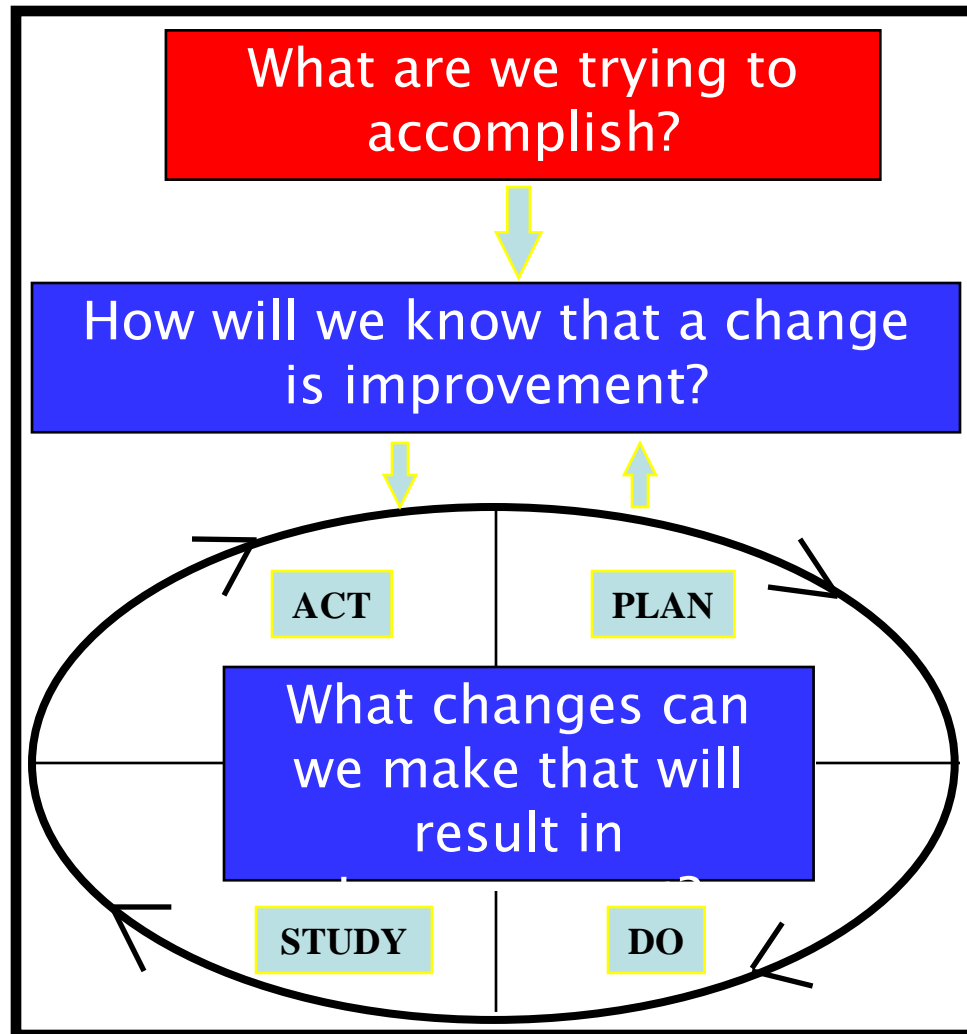 What are we trying to
accomplish?
How will we know that a change
is improvement?
ACT
PLAN
What changes can
we make that will
result in
STUDY
DO